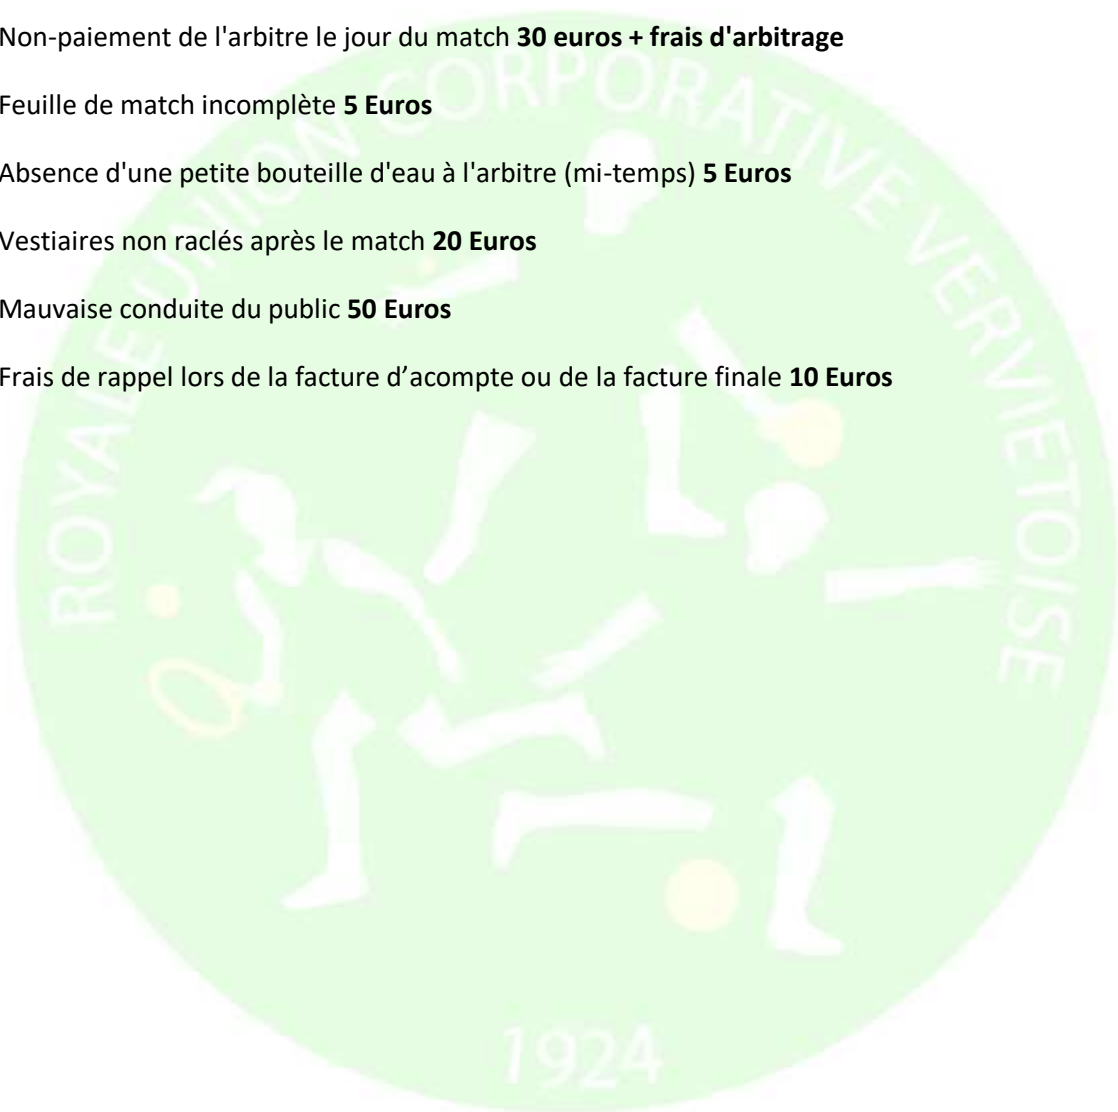 Non-paiement de l'arbitre le jour du match 30 euros + frais d'arbitrage
Feuille de match incomplète 5 Euros
Absence d'une petite bouteille d'eau à l'arbitre (mi-temps) 5 Euros
Vestiaires non raclés après le match 20 Euros
Mauvaise conduite du public 50 Euros
Frais de rappel lors de la facture d’acompte ou de la facture finale 10 Euros
ROYALE UNION CORPORATIVE VERVIETOISE
1924